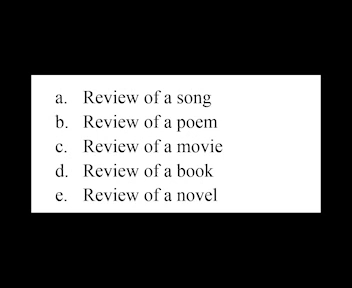 a. Review of a song
b. Review of a poem
c. Review of a movie
d. Review of a book
e. Review of a novel